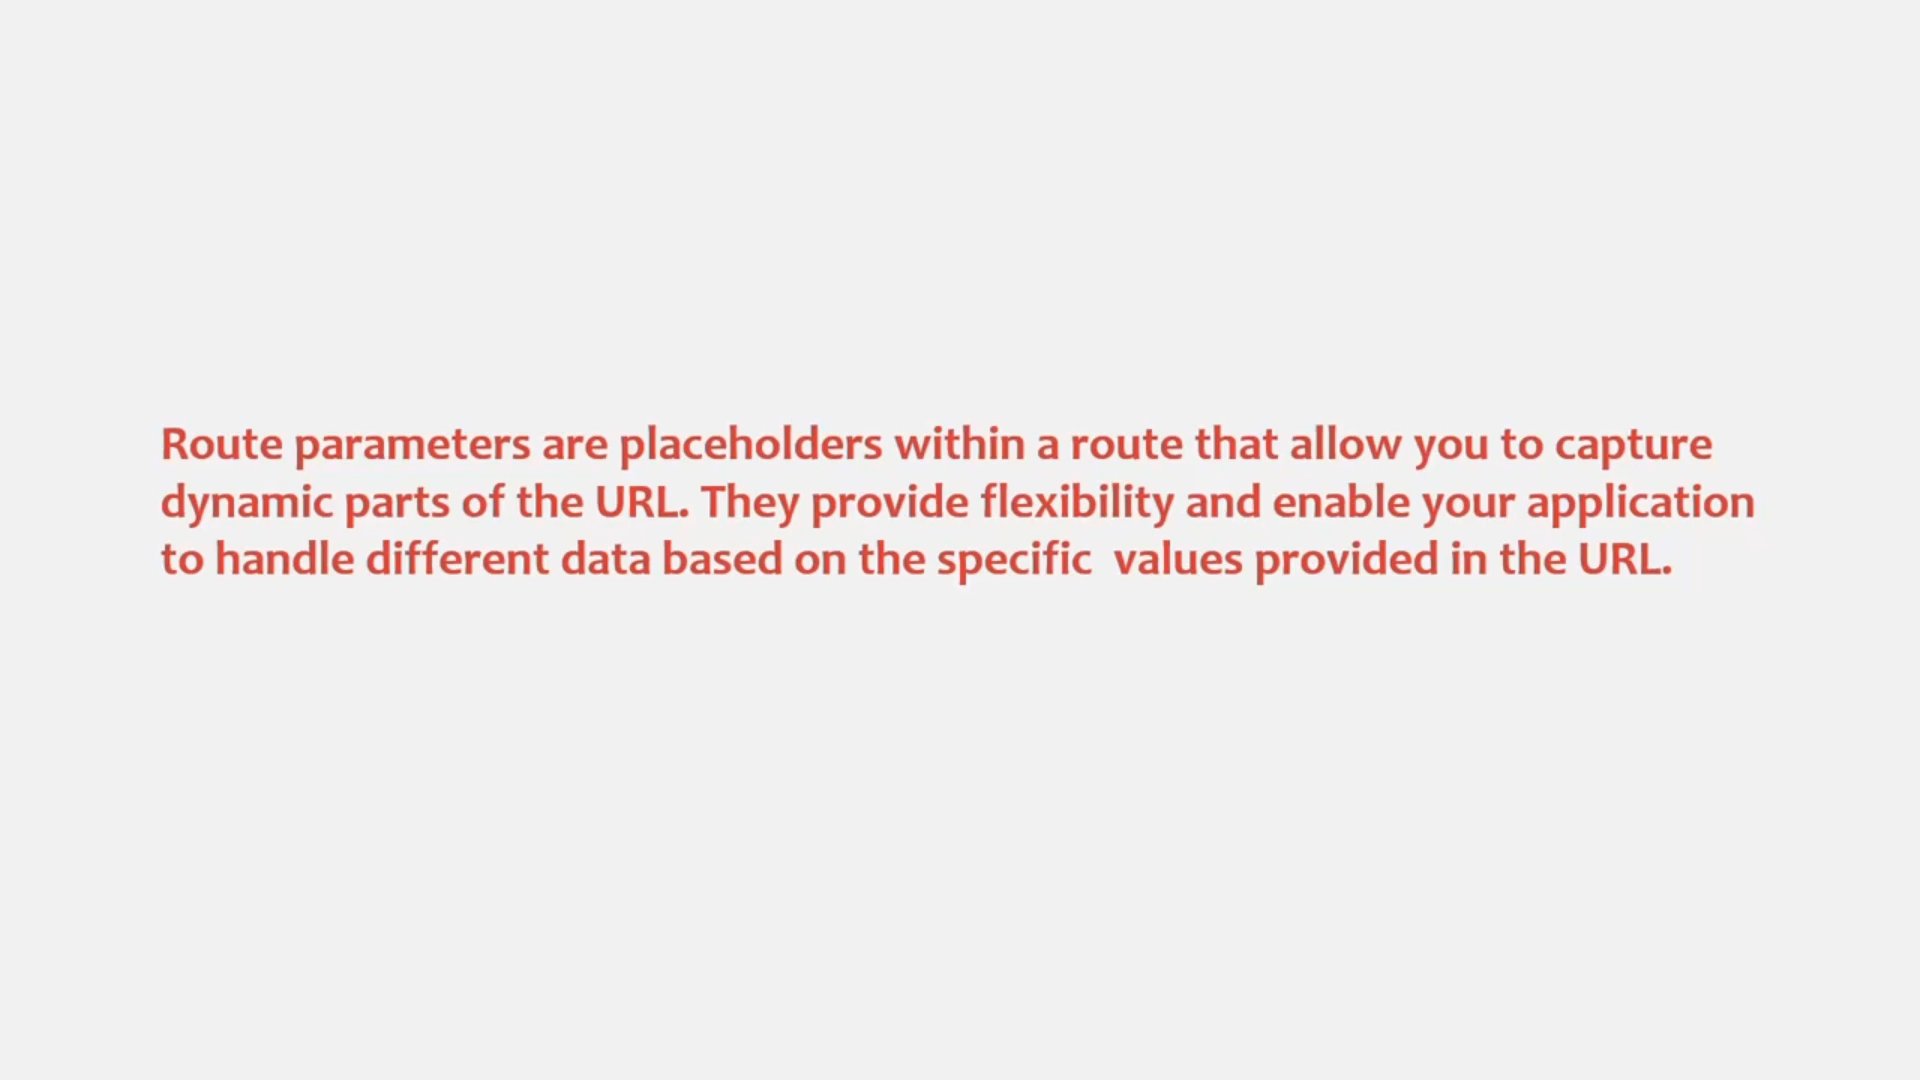 Route parameters are placeholders within a route that allow you to capture
dynamic parts of the URL. They provide flexibility and enable your application
to handle different data based on the specific  values provided in the URL.